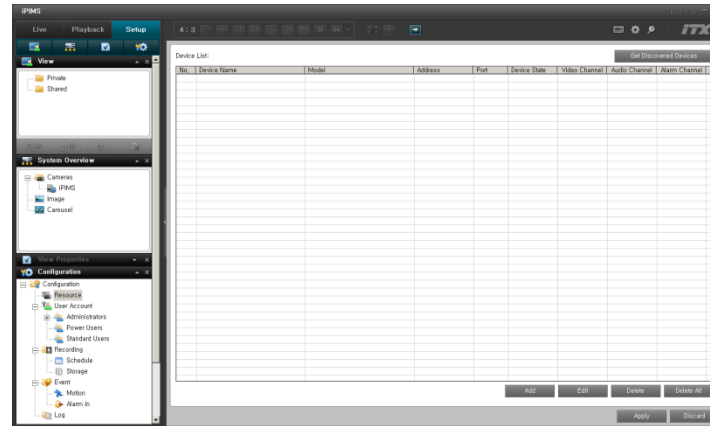 iPIMS
Live Playback Setup 4:3 ITX
View
Device List: Get Discovered Devices
No. Device Name Model Address Port Device State Video Channel Audio Channel Alarm Channel
Private
Shared
System Overview
Cameras
iPIMS
Image
Carousel
View Properties
Configuration
Configuration
Resource
User Account
Administrators
Power Users
Standard Users
Recording
Schedule
Storage
Event
Motion
Alarm In
Log
Add Edit Delete Delete All
Apply Discard